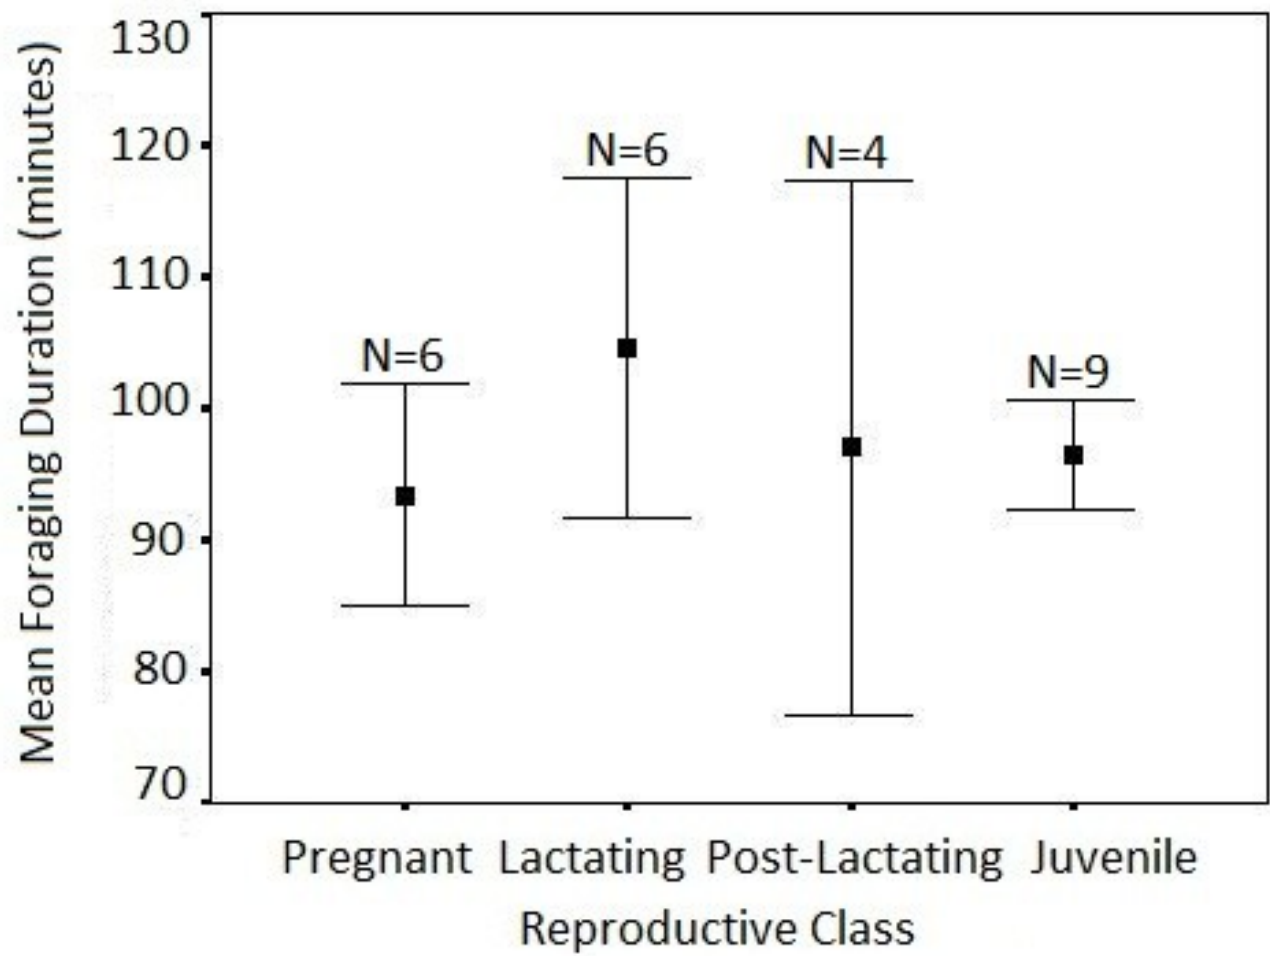 Mean Foraging Duration (minutes)
130
120
110
100
90
80
70
N=6
N=6
N=4
N=9
Pregnant Lactating Post-Lactating Juvenile
Reproductive Class